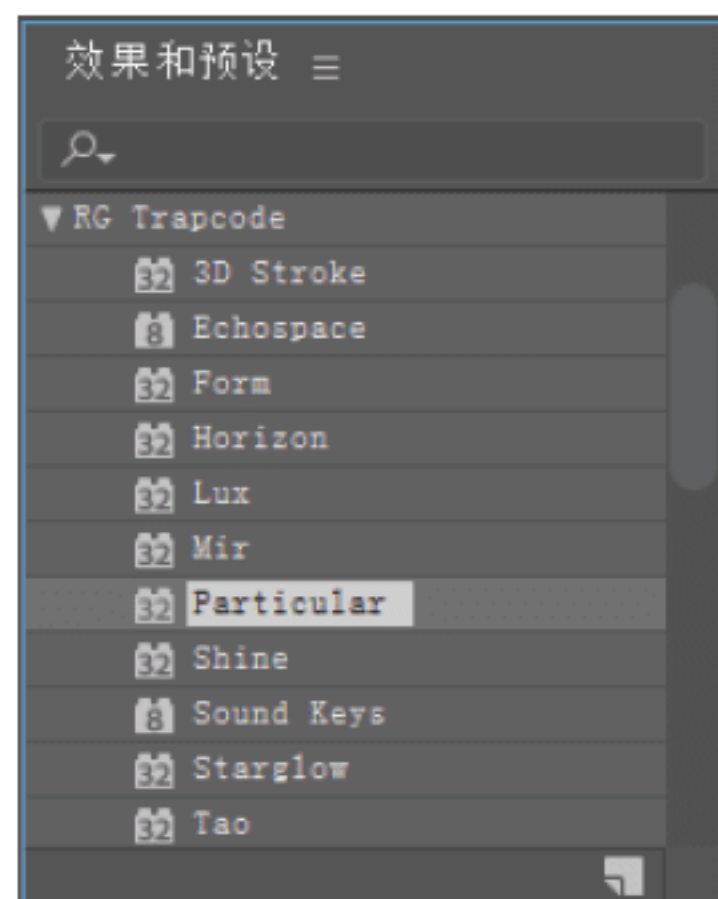 效果和预设
RG Trapcode
32 3D Stroke
8 Echospace
32 Form
32 Horizon
32 Lux
32 Mir
32 Particular
32 Shine
8 Sound Keys
32 Starglow
32 Tao